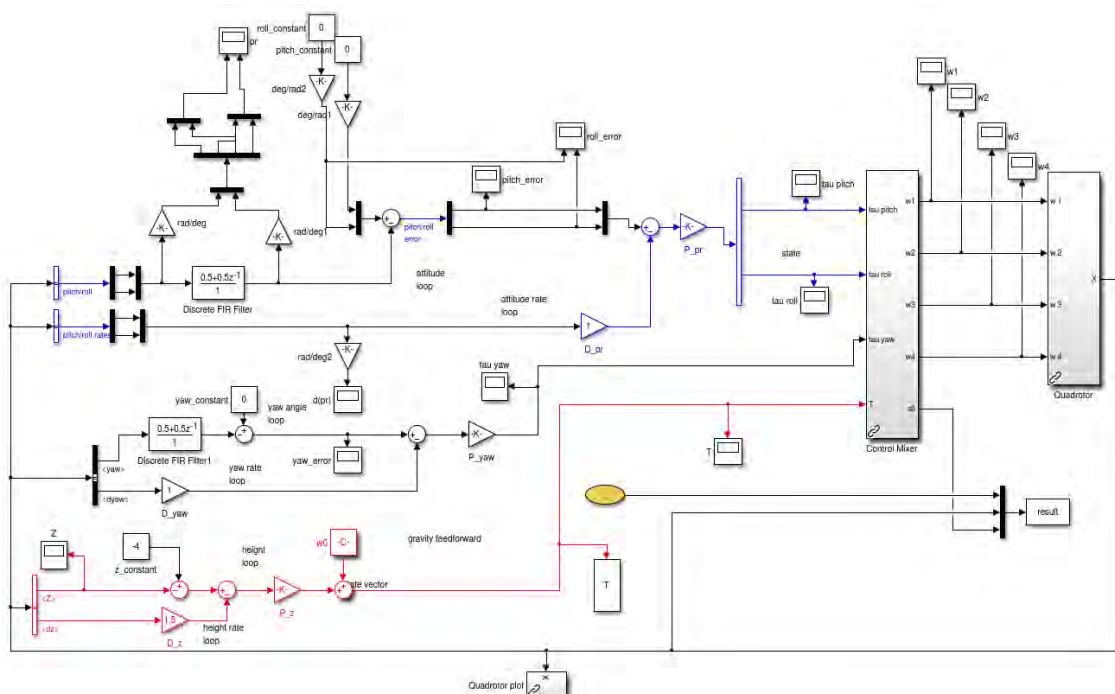 roll_constant
0
pr
pitch_constant
0
deg/rad2
-K-
deg/rad1
-K-
w1
w2
w3
w4
roll_error
pitch_error
tau pitch
rad/deg
-K-
rad/deg1
-K-
pitch/roll
error
-K-
P_pr
state
tau roll
tau pitch
tau roll
tau yaw
T
w1
w2
w3
w4
Control Mixer
w 1
w.2
w 3
w 4
X
Quadrotor
pitch/roll
0.5+0.5z-1
1
Discrete FIR Filter
attitude
loop
attitude rate
loop
pitch/roll rates
D_pr
rad/deg2
-K-
d(pr)
tau yaw
yaw_constant
0
yaw angle
loop
0.5+0.5z-1
1
Discrete FIR Filter1
yaw_error
-K-
P_yaw
<yaw>
yaw rate
loop
<dyaw>
1
D_yaw
T
result
Z
-4
z_constant
height
loop
w0
-C-
gravity feedforward
-K-
P_z
ate vector
T
<Z>
<dz>
D_z
height rate
loop
Quadrotor plot